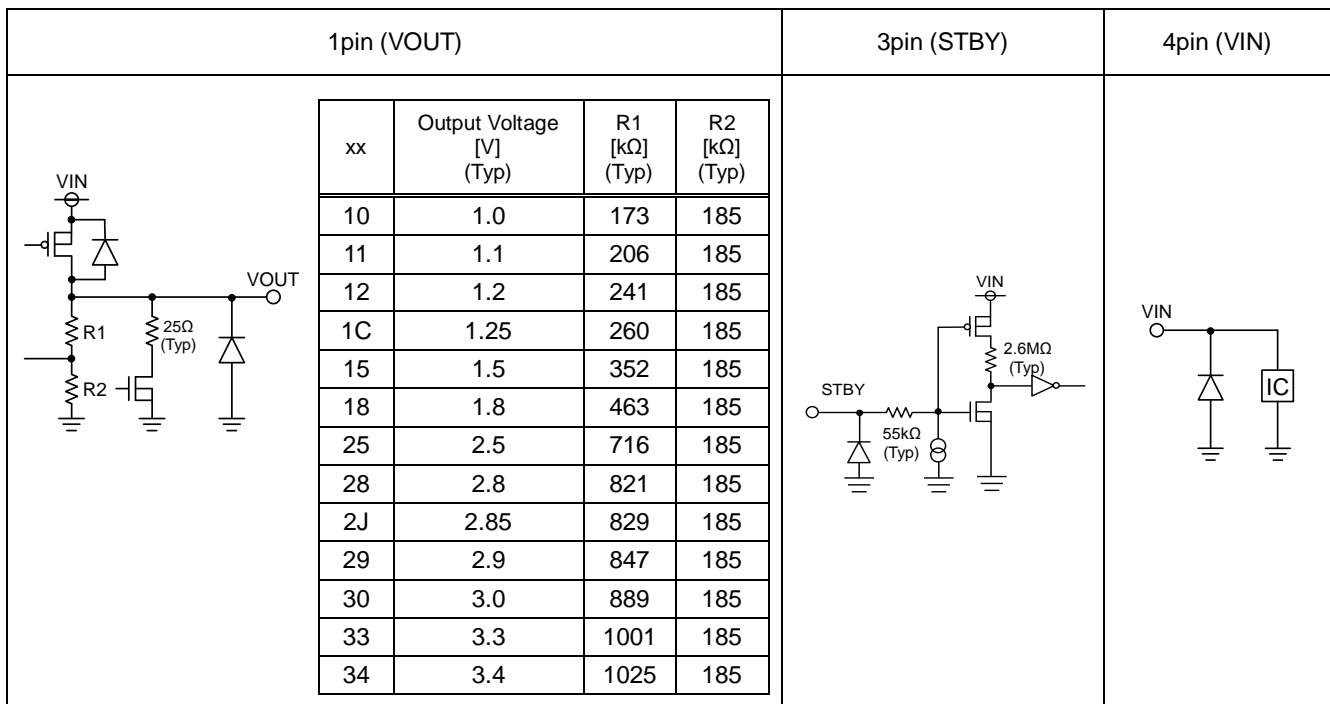 1pin (VOUT)
3pin (STBY)
4pin (VIN)
VIN
VOUT
R1
25Ω
(Typ)
R2
xx
Output Voltage
[V]
(Typ)
R1
[kΩ]
(Typ)
R2
[kΩ]
(Typ)
10 1.0 173 185
11 1.1 206 185
12 1.2 241 185
1C 1.25 260 185
15 1.5 352 185
18 1.8 463 185
25 2.5 716 185
28 2.8 821 185
2J 2.85 829 185
29 2.9 847 185
30 3.0 889 185
33 3.3 1001 185
34 3.4 1025 185
VIN
2.6MΩ
(Typ)
STBY
55kΩ
(Typ)
VIN
IC